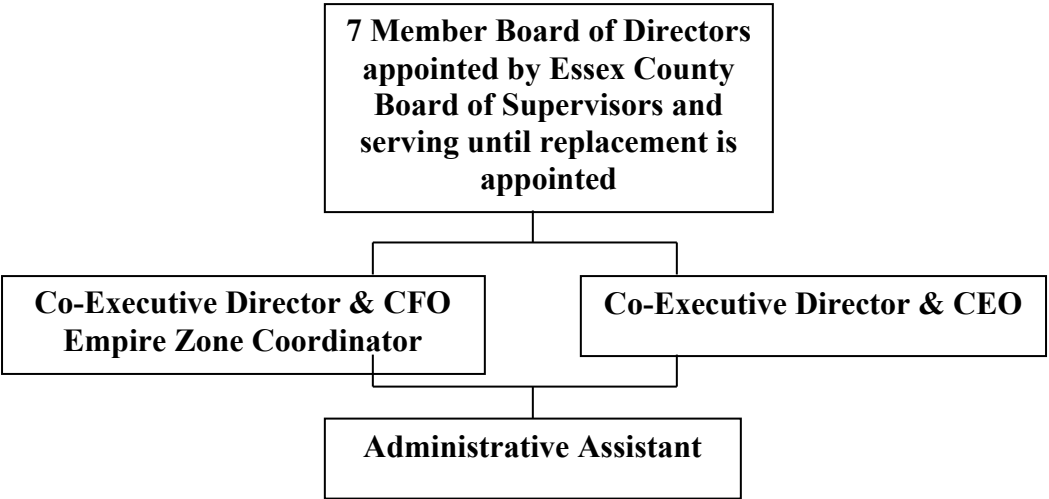 7 Member Board of Directors
appointed by Essex County
Board of Supervisors and
serving until replacement is
appointed
Co-Executive Director & CFO
Empire Zone Coordinator
Co-Executive Director & CEO
Administrative Assistant